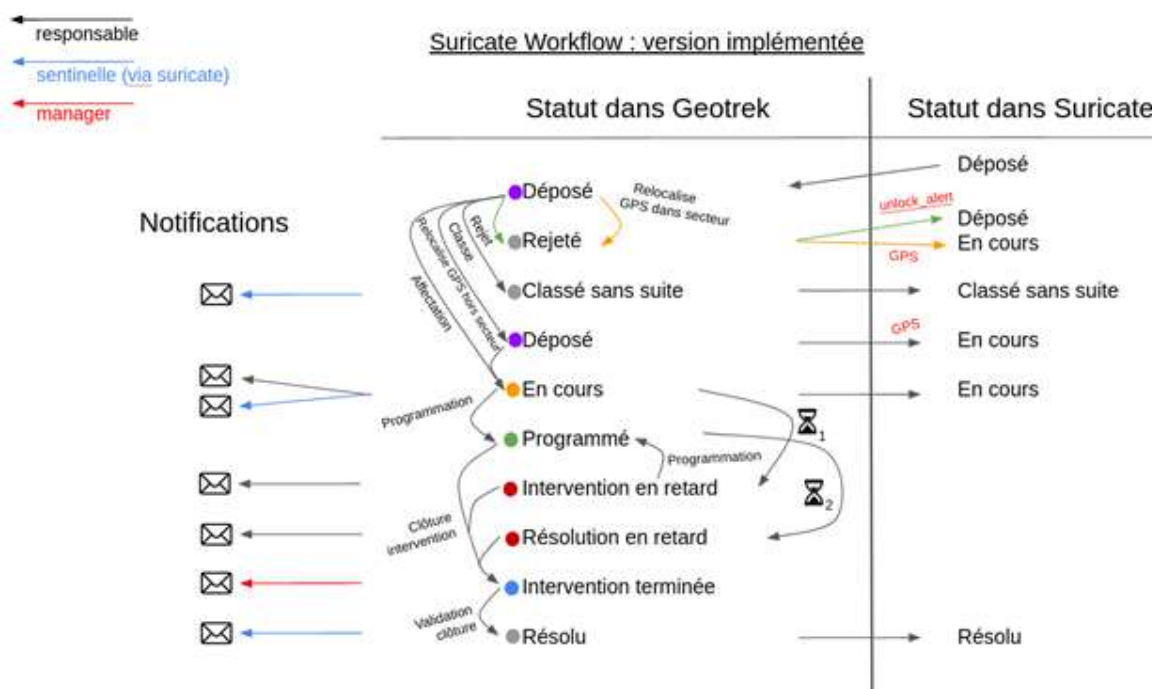 responsable
sentinelle (via suricate)
manager
Suricate Workflow : version implémentée
Statut dans Geotrek
Statut dans Suricate
Notifications
Déposé
Déposé
Relocalise
GPS dans secteur
unlock_alert
Déposé
Rejeté
En cours
GPS
Rejet
Classe
Relocalise GPS hors secteur
Affectation
Classé sans suite
Classé sans suite
GPS
Déposé
En cours
En cours
En cours
Programmation
1
Programmé
Programmation
Intervention en retard
2
Clôture
intervention
Résolution en retard
Intervention terminée
Validation
clôture
Résolu
Résolu